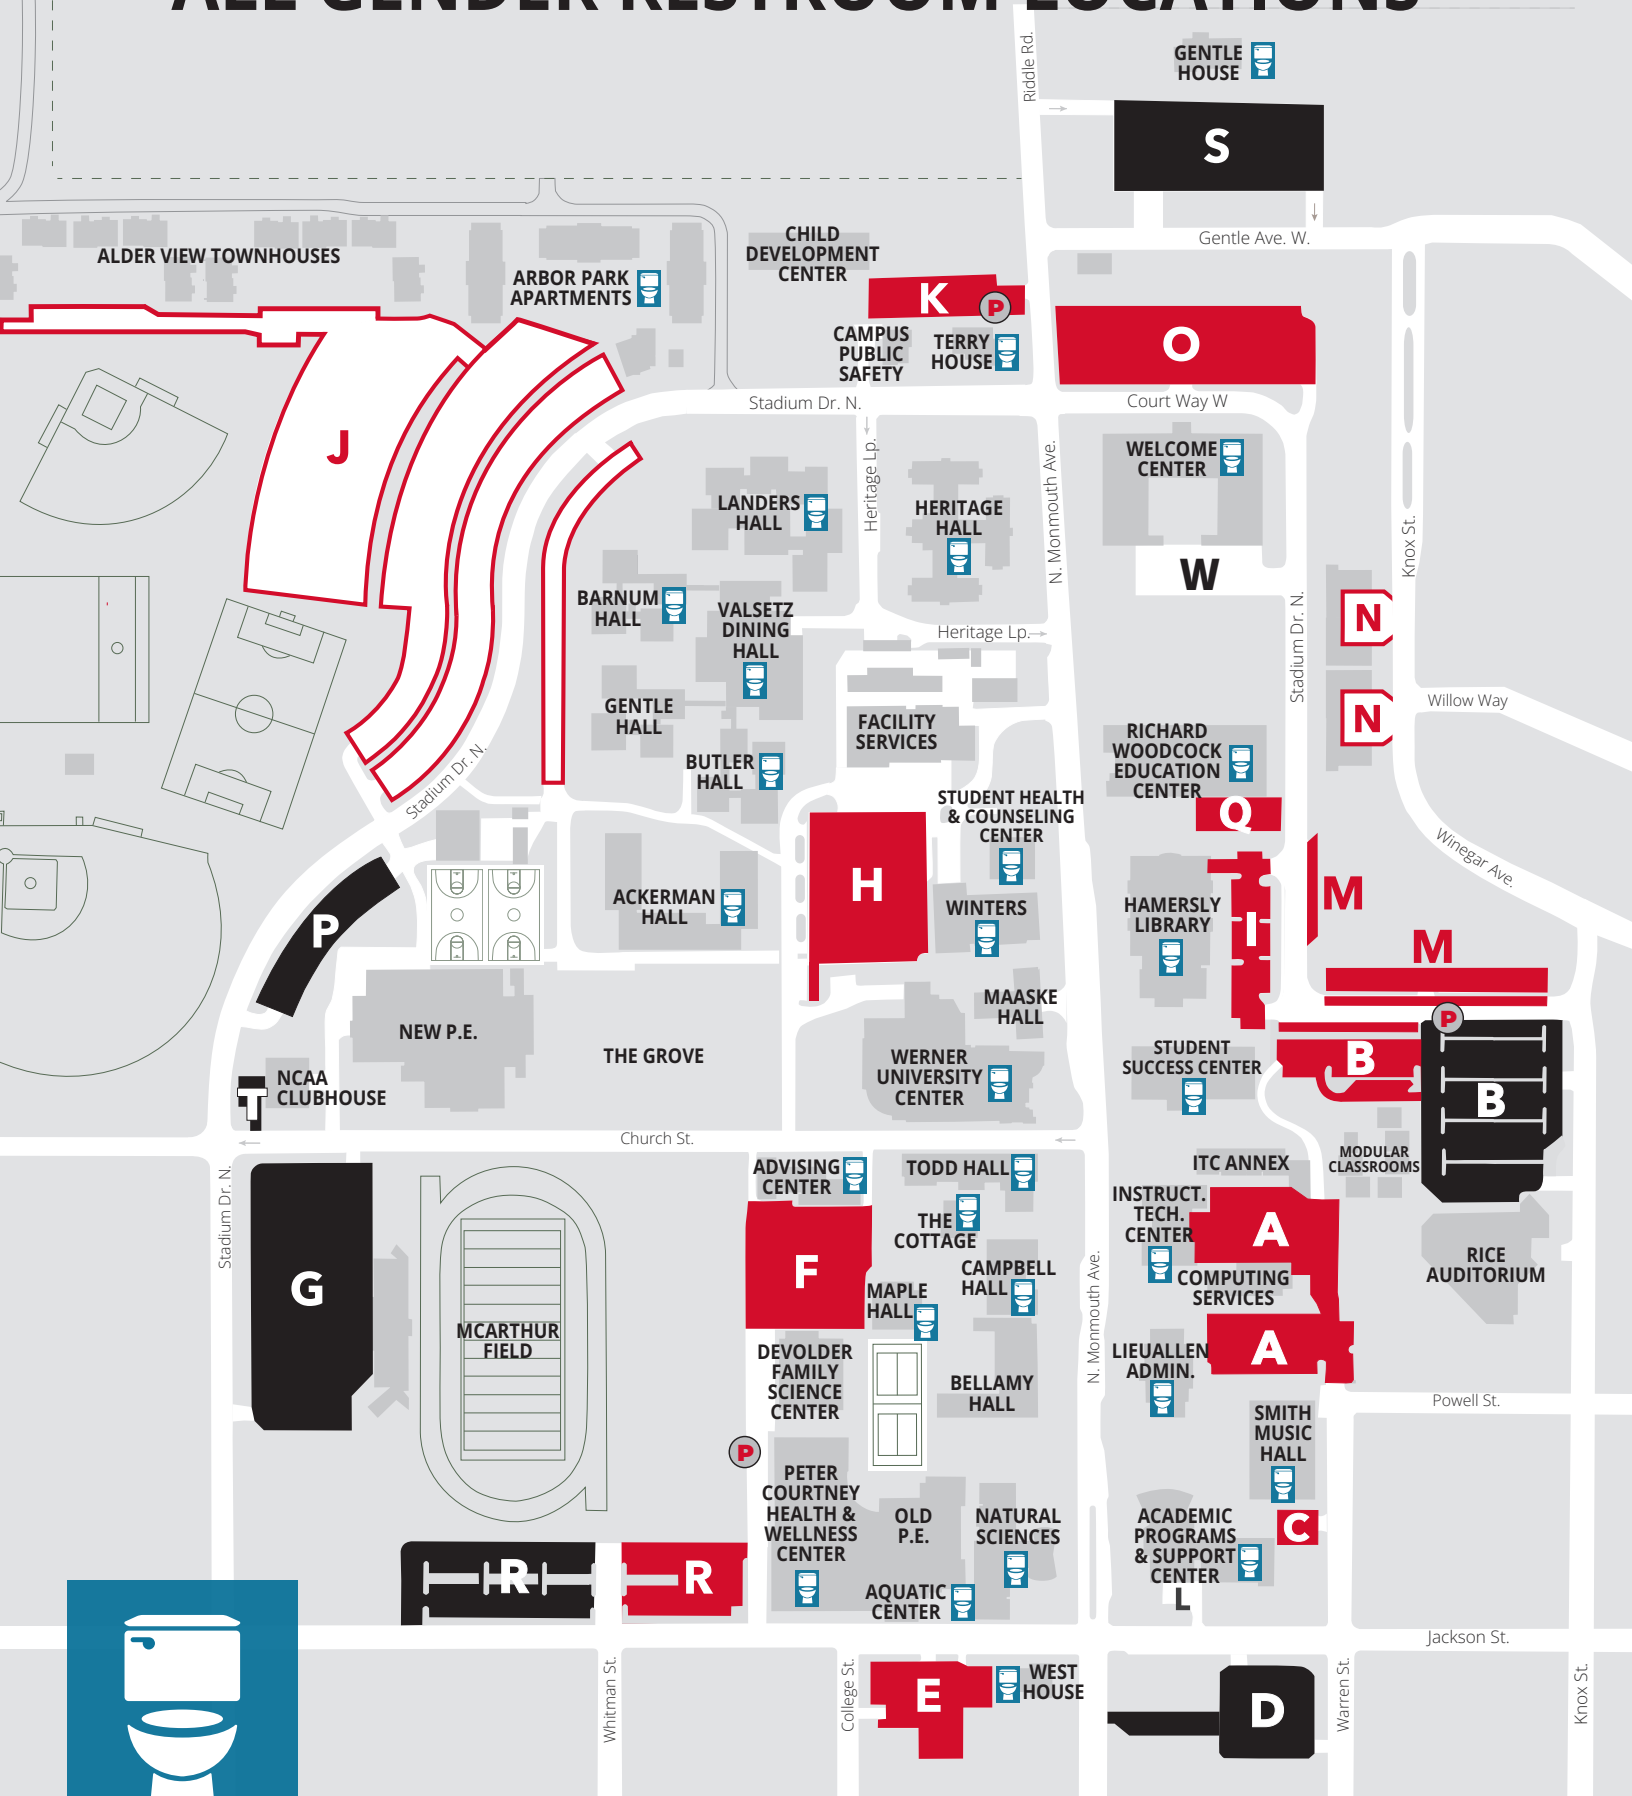 ALL GENDER RESTROOM LOCATIONS
Riddle Rd.
GENTLE
HOUSE
S
Gentle Ave. W.
ALDER VIEW TOWNHOUSES
ARBOR PARK
APARTMENTS
CHILD
DEVELOPMENT
CENTER
K
P
CAMPUS
PUBLIC
SAFETY
TERRY
HOUSE
O
Stadium Dr. N.
Court Way W
J
Heritage Lp.
N. Monmouth Ave.
WELCOME
CENTER
LANDERS
HALL
HERITAGE
HALL
Knox St.
W
BARNUM
HALL
VALSETZ
DINING
HALL
Heritage Lp.
Stadium Dr. N.
N
N
Willow Way
GENTLE
HALL
FACILITY
SERVICES
RICHARD
WOODCOCK
EDUCATION
CENTER
BUTLER
HALL
Stadium Dr. N.
STUDENT HEALTH
& COUNSELING
CENTER
Q
Winegar Ave.
H
M
ACKERMAN
HALL
WINTERS
HAMERSLY
LIBRARY
I
P
M
MAASKE
HALL
P
NEW P.E.
THE GROVE
WERNER
UNIVERSITY
CENTER
STUDENT
SUCCESS CENTER
B
B
NCAA
CLUBHOUSE
T
Church St.
ADVISING
CENTER
TODD HALL
ITC ANNEX
MODULAR
CLASSROOMS
Stadium Dr. N.
INSTRUCT.
TECH.
CENTER
A
THE
COTTAGE
RICE
AUDITORIUM
G
F
CAMPBELL
HALL
COMPUTING
SERVICES
MAPLE
HALL
N. Monmouth Ave.
MCARTHUR
FIELD
DEVOLDER
FAMILY
SCIENCE
CENTER
LIEUALLEN
ADMIN.
A
BELLAMY
HALL
Powell St.
SMITH
MUSIC
HALL
P
PETER
COURTNEY
HEALTH &
WELLNESS
CENTER
OLD
P.E.
NATURAL
SCIENCES
ACADEMIC
PROGRAMS
& SUPPORT
CENTER
C
R
R
AQUATIC
CENTER
L
Jackson St.
Whitman St.
College St.
E
WEST
HOUSE
D
Warren St.
Knox St.